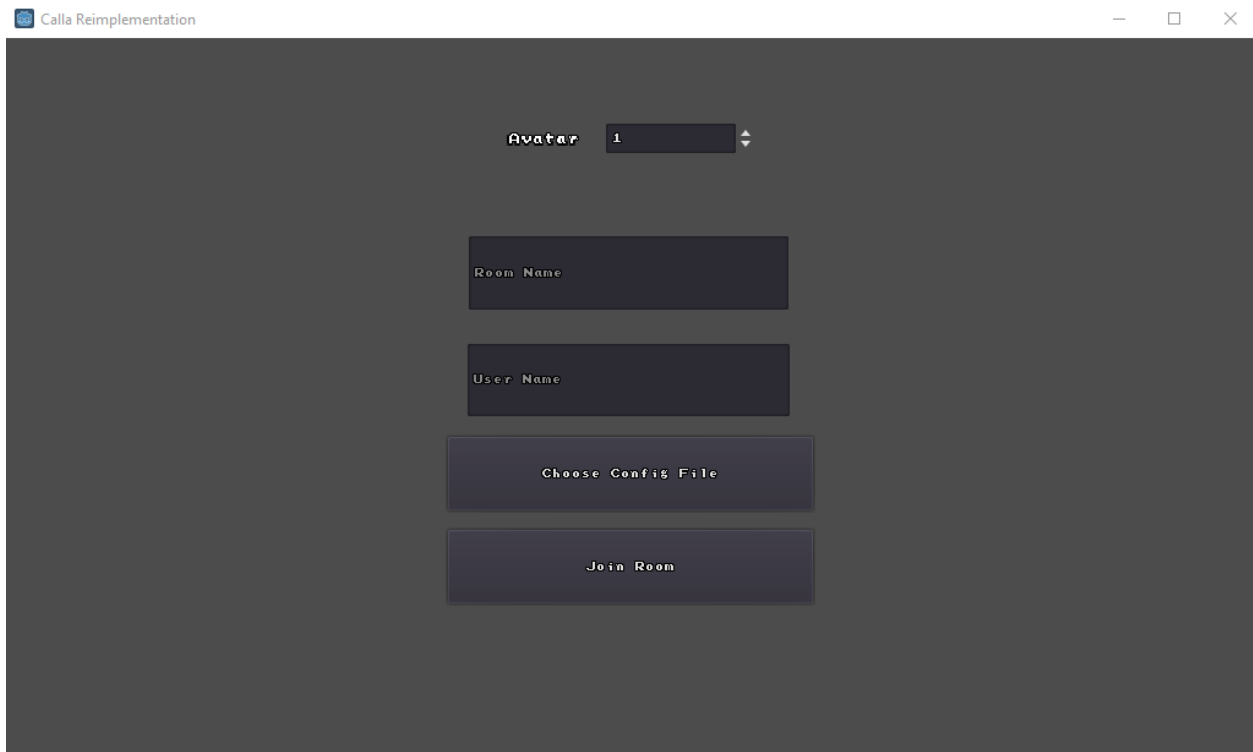 Calla Reimplementation
Avatar 1
Room Name
User Name
Choose Config File
Join Room